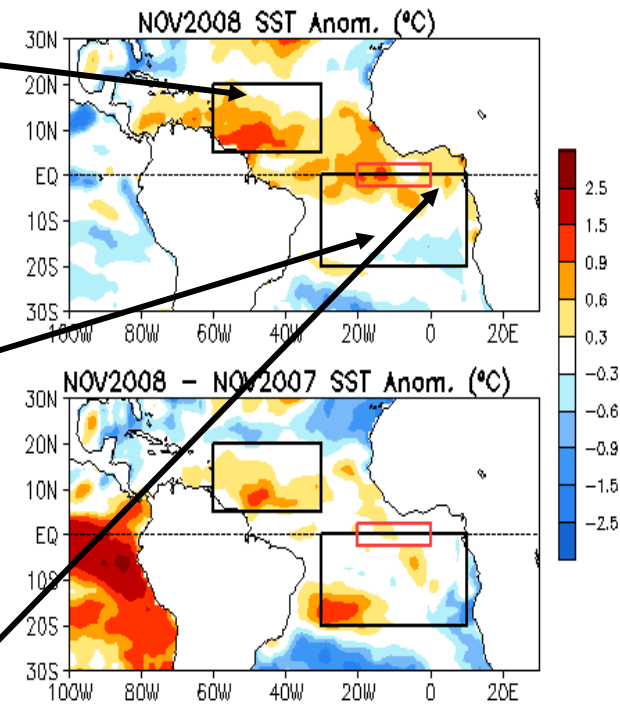 NOV2008 SST Anom. (°C)
30N
20N
10N
EQ
10S
20S
30S
100W 80W 60W 40W 20W 0 20E
2.5
1.5
0.9
0.6
0.3
-0.3
-0.6
-0.9
-1.5
-2.5
NOV2008 - NOV2007 SST Anom. (°C)
30N
20N
10N
EQ
10S
20S
30S
100W 80W 60W 40W 20W 0 20E